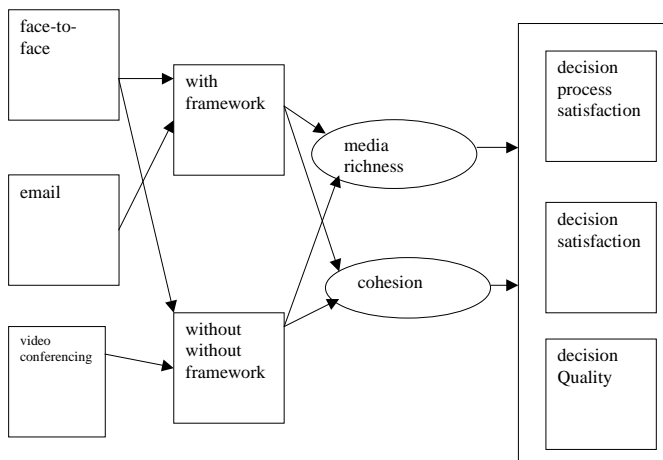 face-to-
face
email
video
conferencing
with
framework
without
without
framework
media
richness
cohesion
decision
process
satisfaction
decision
satisfaction
decision
Quality